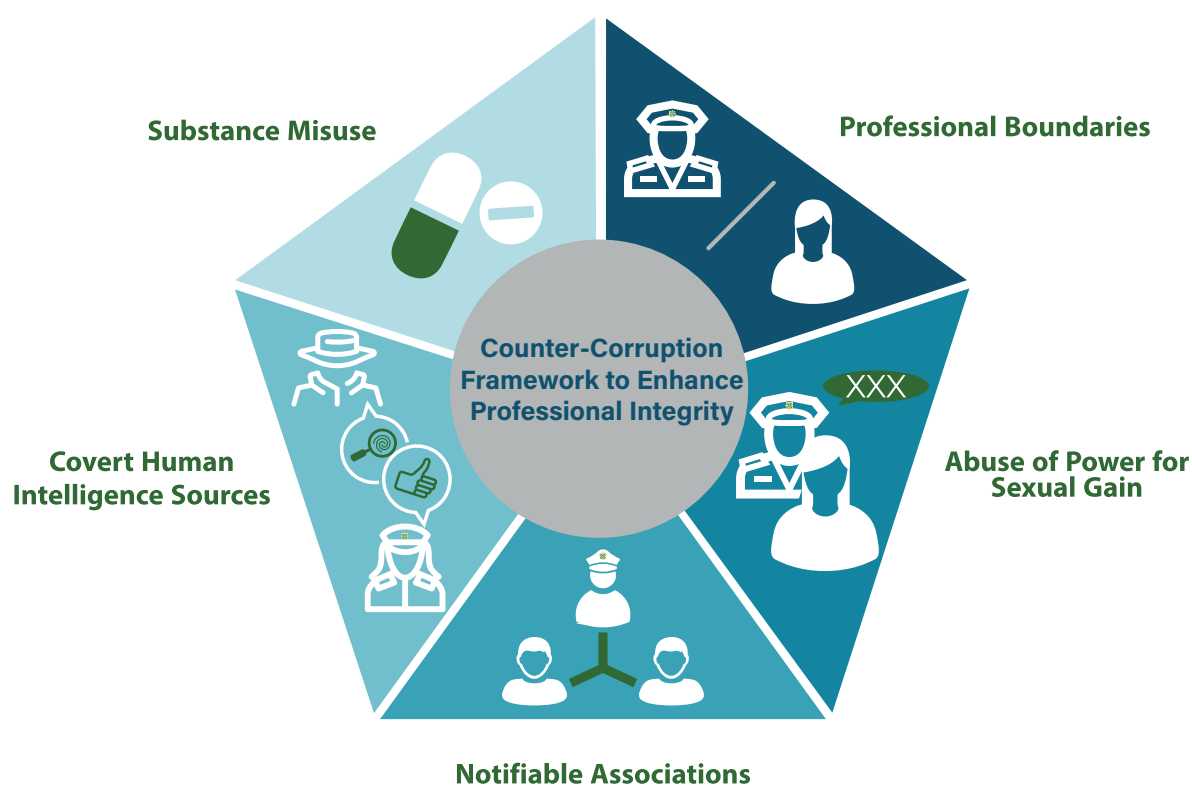 Substance Misuse
Professional Boundaries
Counter-Corruption
Framework to Enhance
Professional Integrity
XXX
Covert Human
Intelligence Sources
Abuse of Power for
Sexual Gain
Notifiable Associations